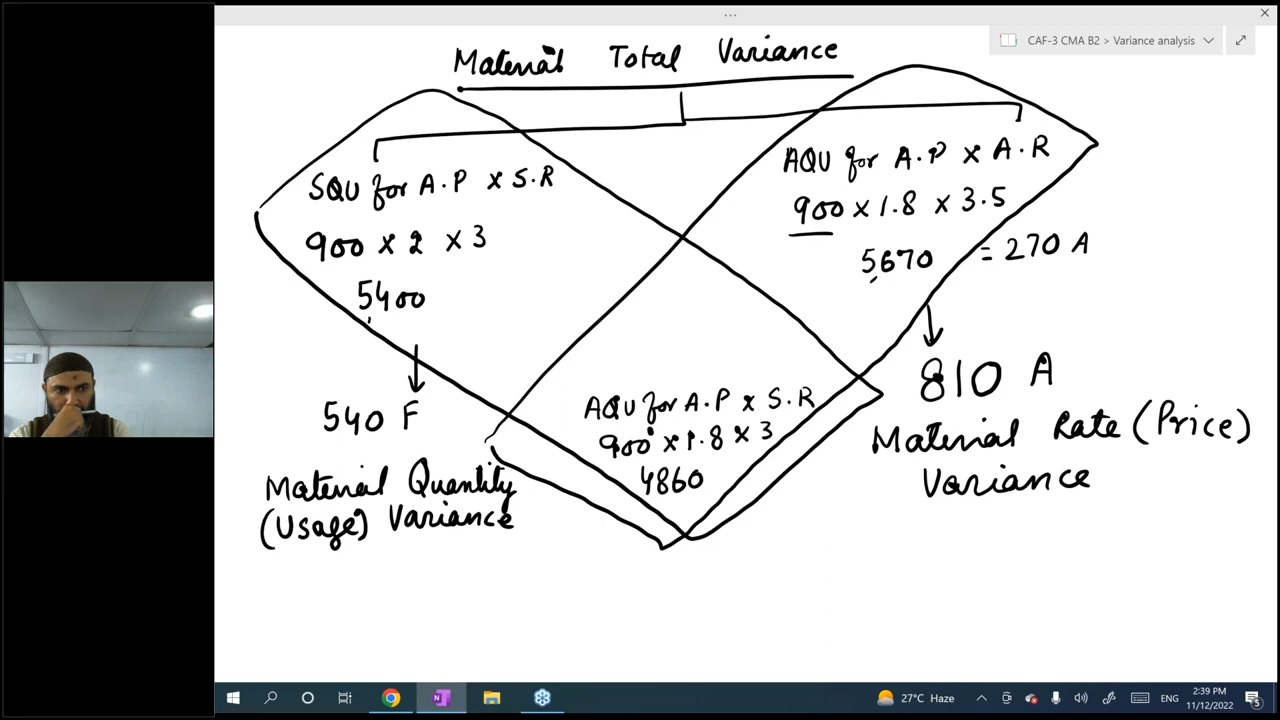 CAF-3 CMA B2 > Variance analysis
Material Total Variance
SQU for A.P x S.R
900 x 2 x 3
5400
540 F
Material Quantity
(Usage) Variance
AQU for A.P x A.R
900 x 1.8 x 3.5
5670 = 270 A
810 A
Material Rate (Price)
Variance
AQU for A.P x S.R
900 x 1.8 x 3
4860
27°C Haze
ENG
2:39 PM
11/12/2022
5